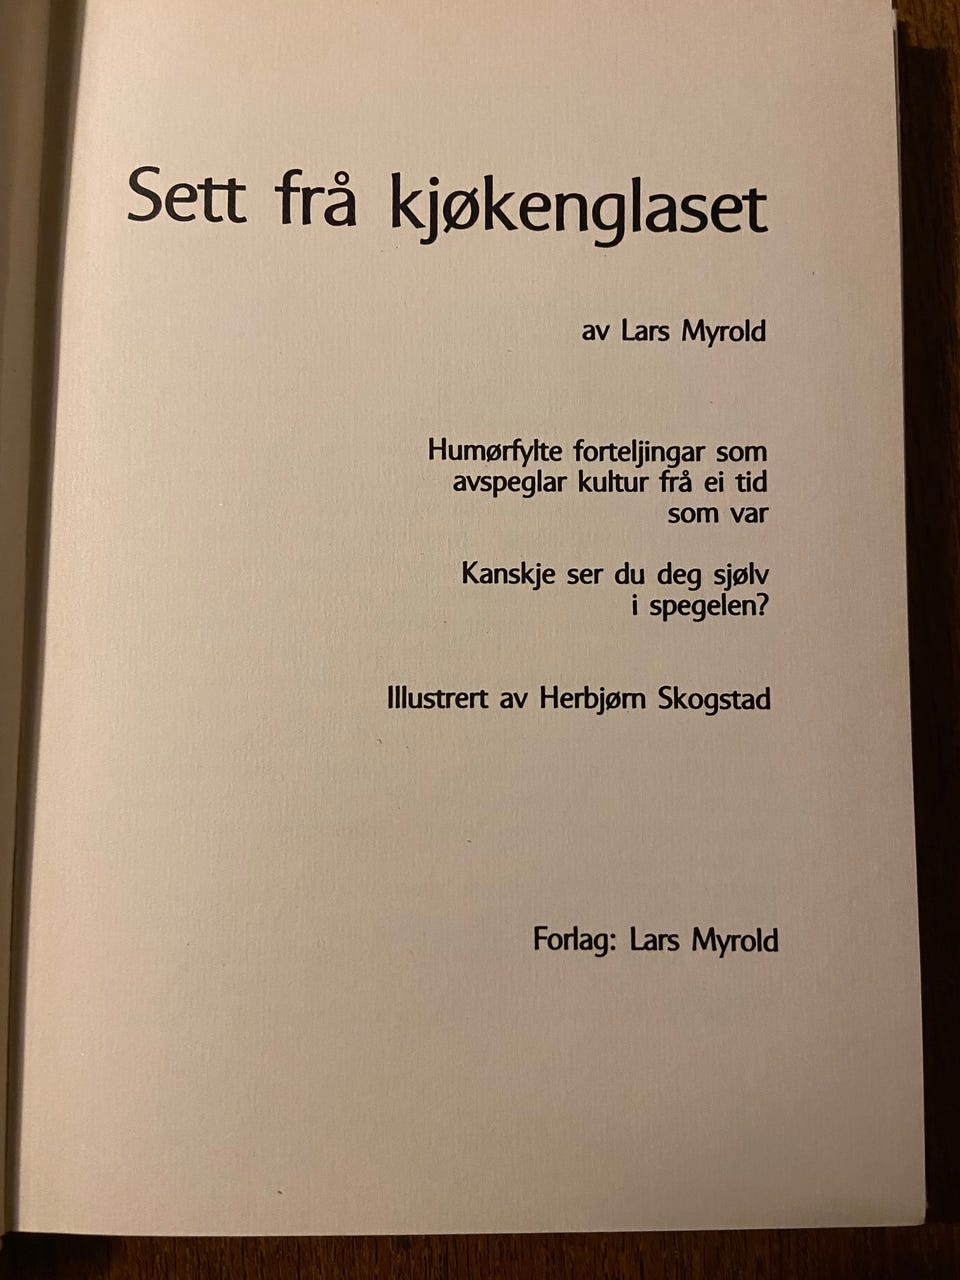 Sett frå kjøkenglaset
av Lars Myrold
Humørfylte forteljingar som
avspeglar kultur frå ei tid
som var
Kanskje ser du deg sjølv
i spegelen?
Illustrert av Herbjørn Skogstad
Forlag: Lars Myrold